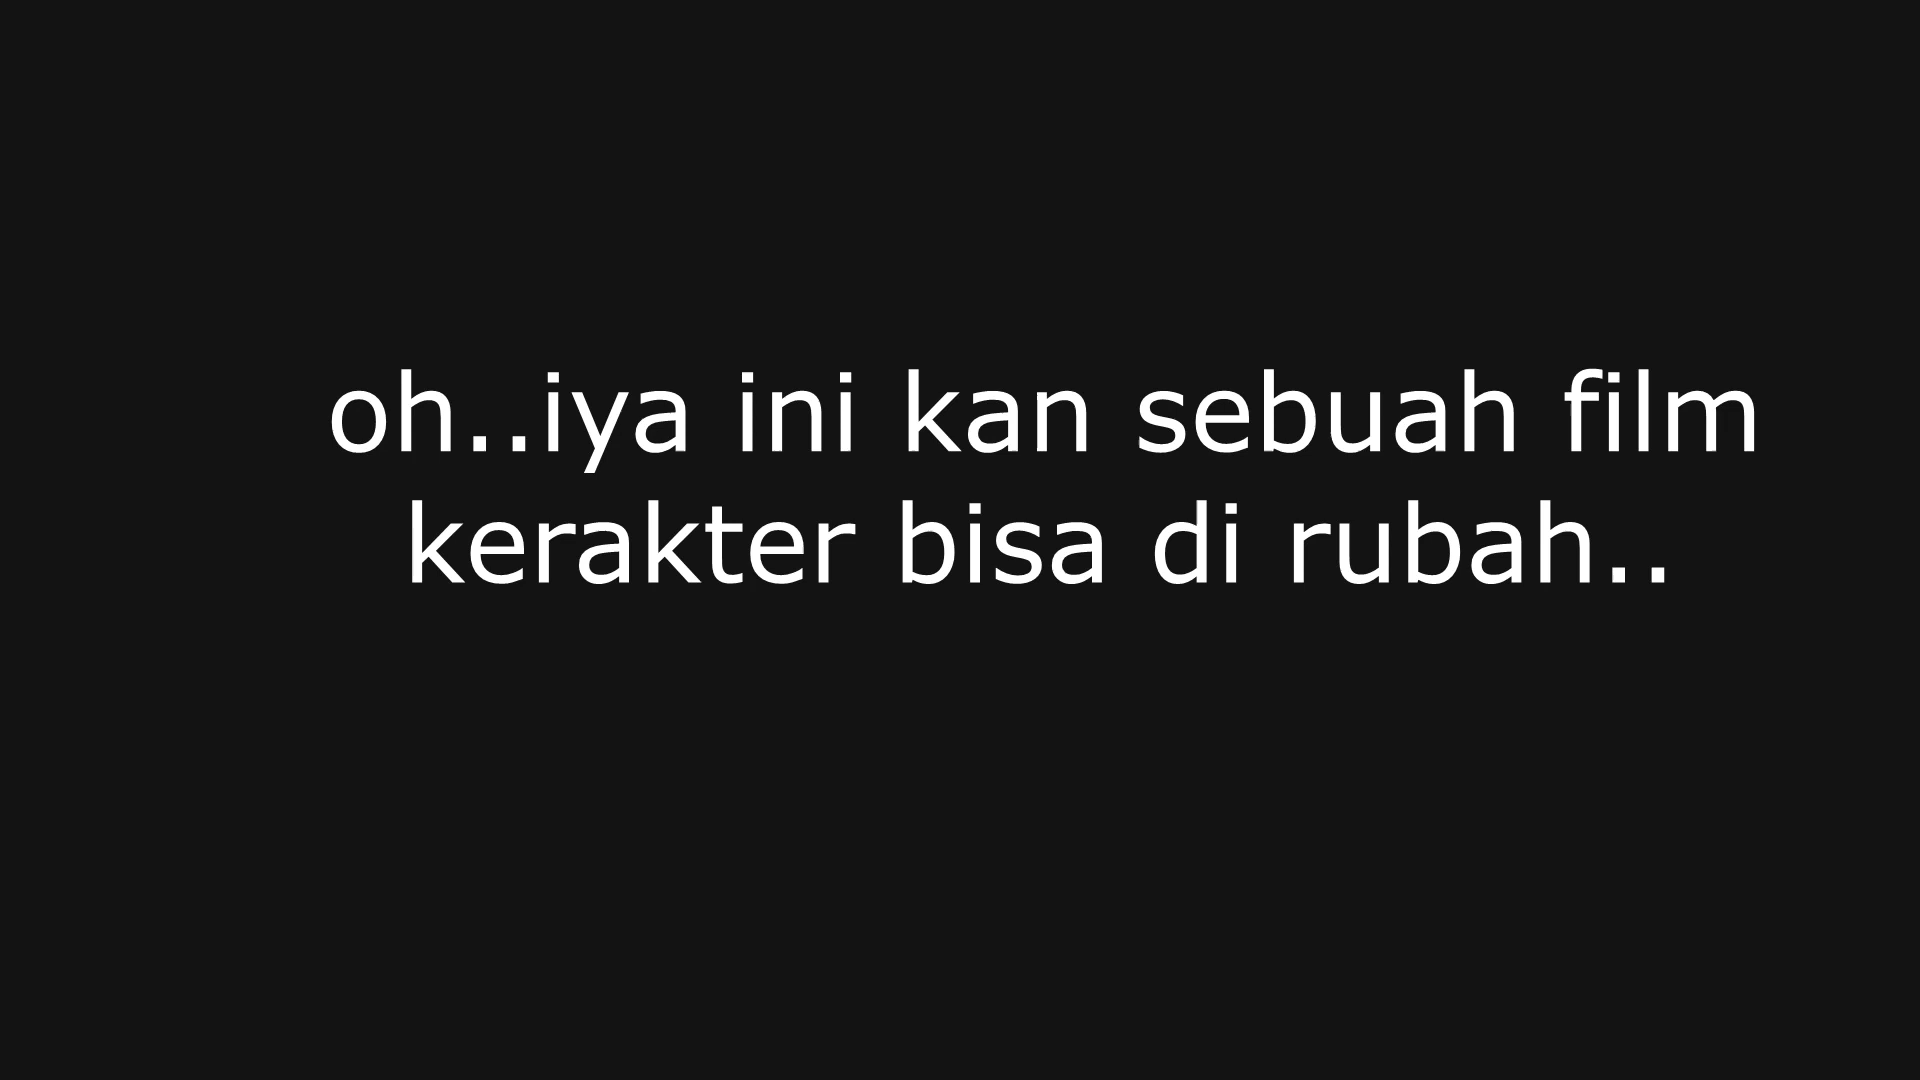 oh..iya ini kan sebuah film
kerakter bisa di rubah..